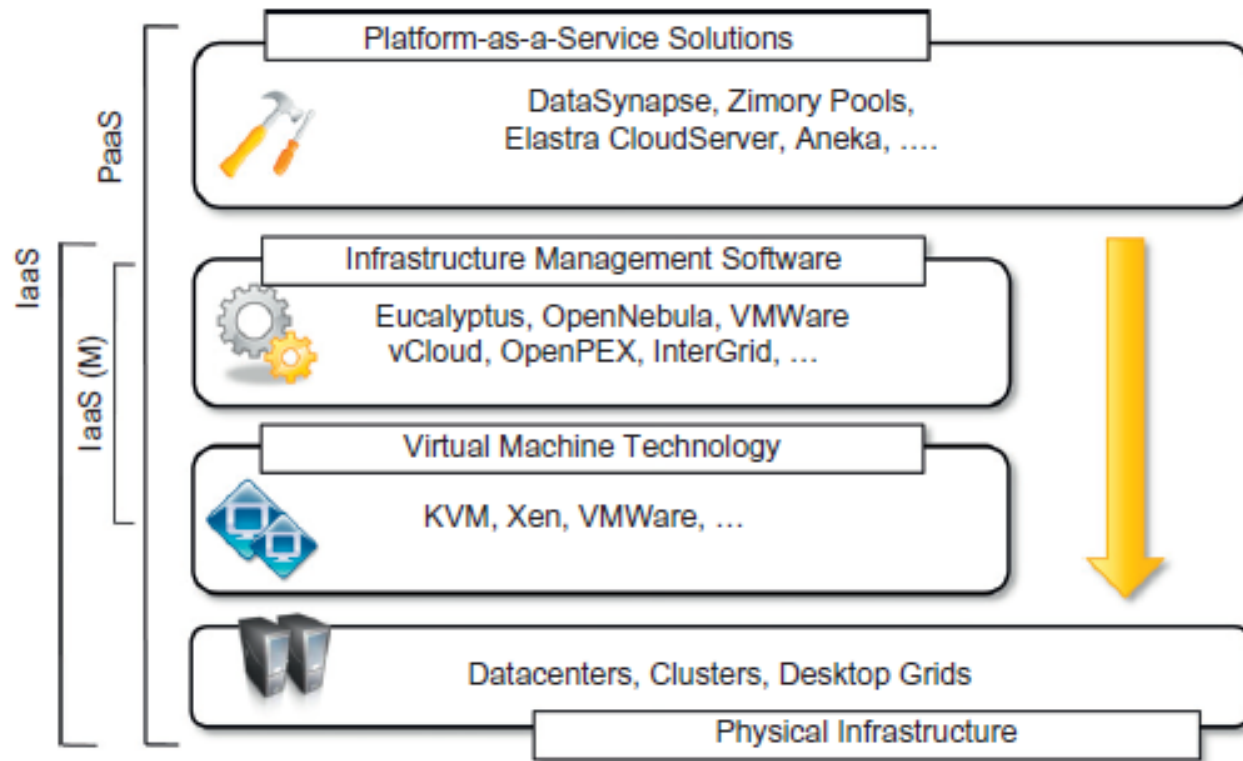 Platform-as-a-Service Solutions
DataSynapse, Zimory Pools,
Elastra CloudServer, Aneka, ....
PaaS
IaaS
IaaS (M)
Infrastructure Management Software
Eucalyptus, OpenNebula, VMWare
vCloud, OpenPEX, InterGrid, …
Virtual Machine Technology
KVM, Xen, VMWare, …
Datacenters, Clusters, Desktop Grids
Physical Infrastructure